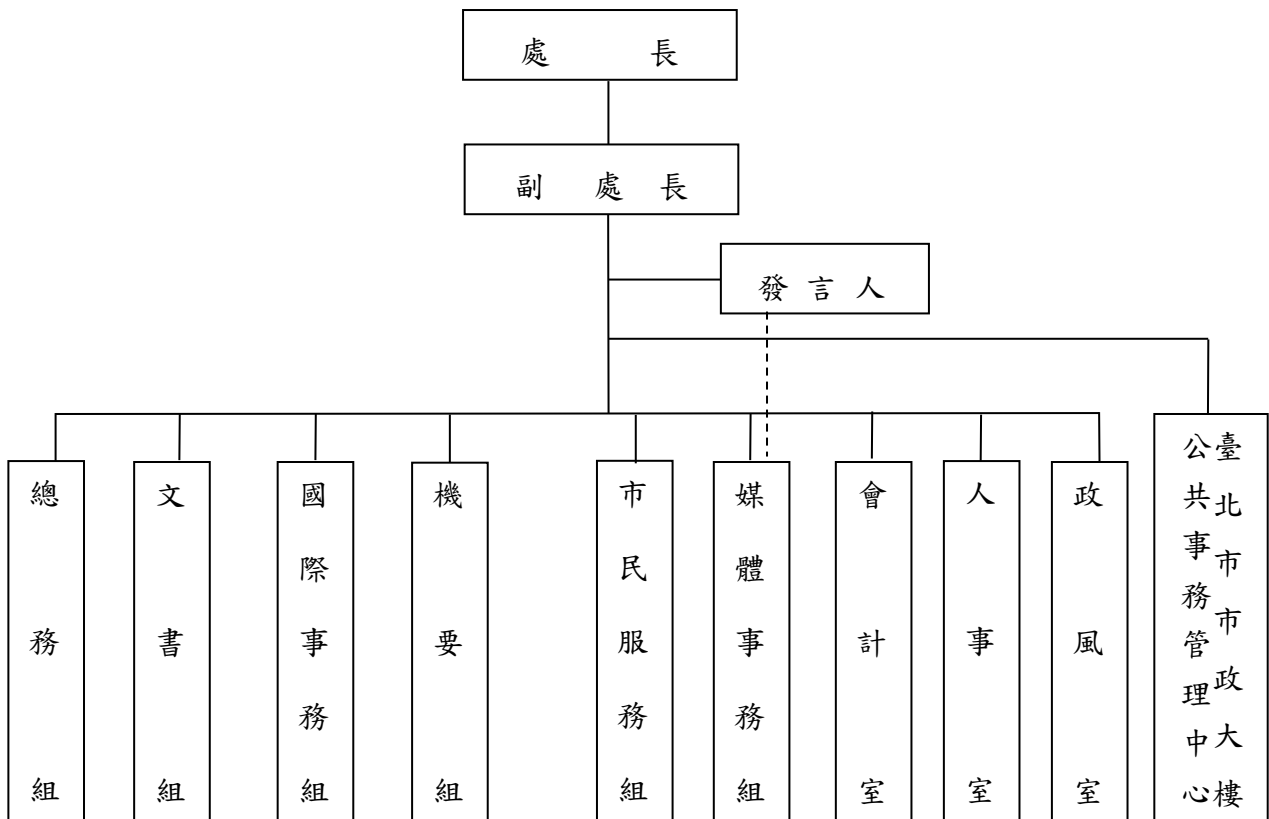 處長
副處長
發言人
總務組
文書組
國際事務組
機要組
市民服務組
媒體事務組
會計室
人事室
政風室
臺北市市政大樓
公共事務管理中心